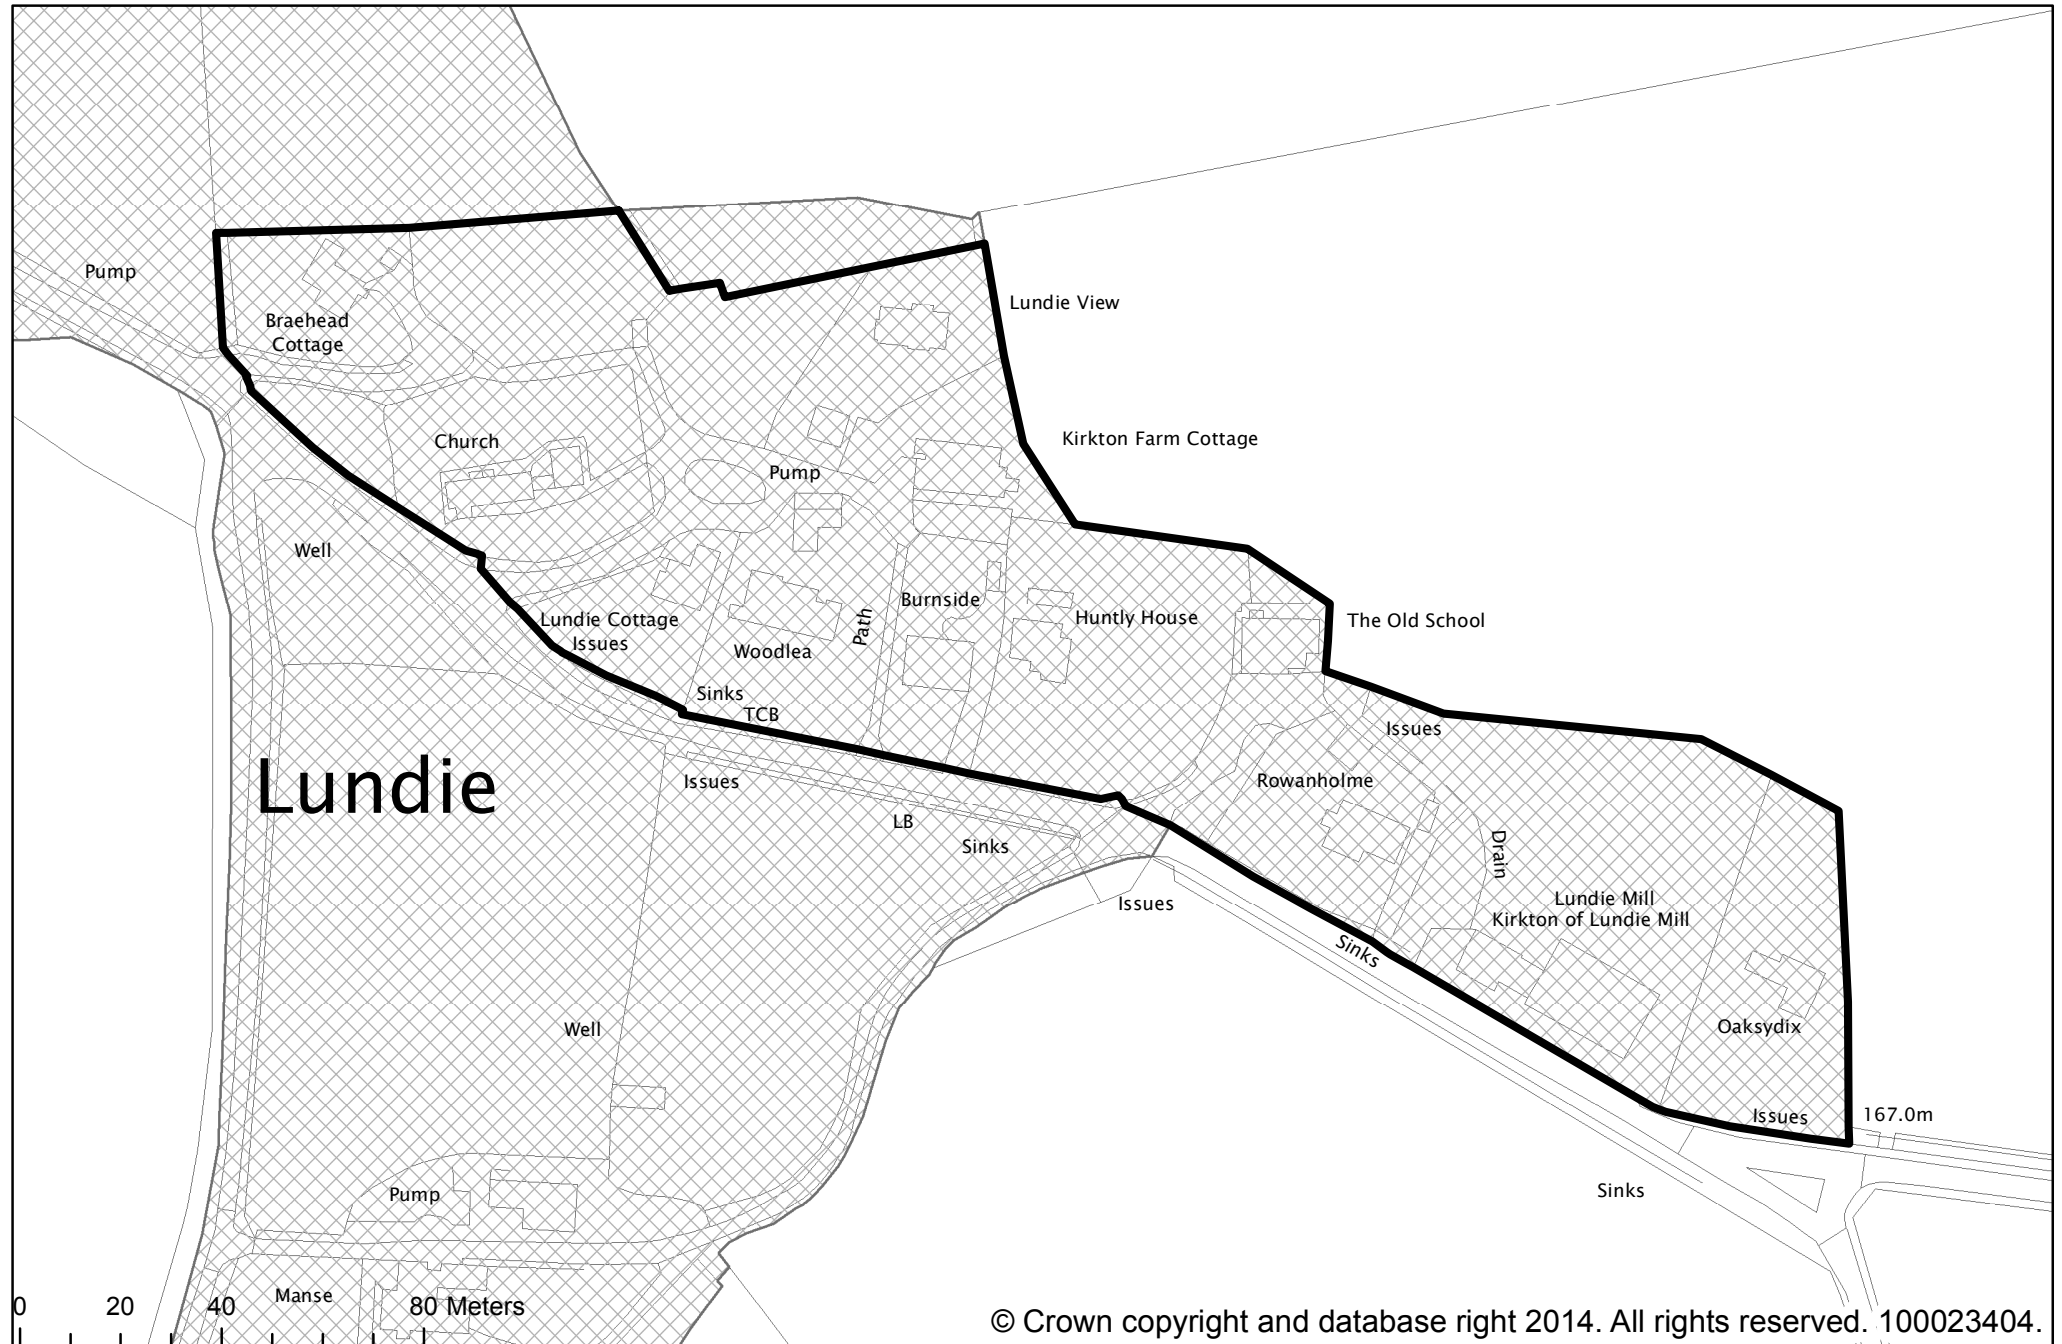 Pump
Lundie View
Braehead
Cottage
Church
Kirkton Farm Cottage
Pump
Well
Lundie Cottage
Issues
Woodlea
Path
Burnside
Huntly House
The Old School
Sinks
TCB
Issues
Issues
LB
Sinks
Rowanholme
Lundie
Drain
Issues
Sinks
Lundie Mill
Kirkton of Lundie Mill
Well
Oaksydix
Issues
167.0m
Sinks
Pump
Manse
0 20 40 80 Meters
© Crown copyright and database right 2014. All rights reserved. 100023404.